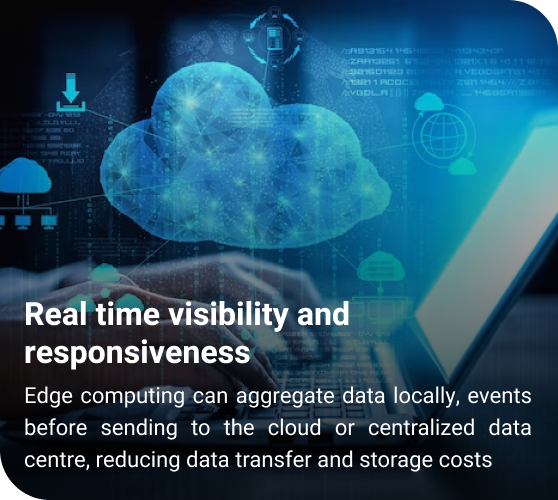 Real time visibility and
responsiveness
Edge computing can aggregate data locally, events
before sending to the cloud or centralized data
centre, reducing data transfer and storage costs